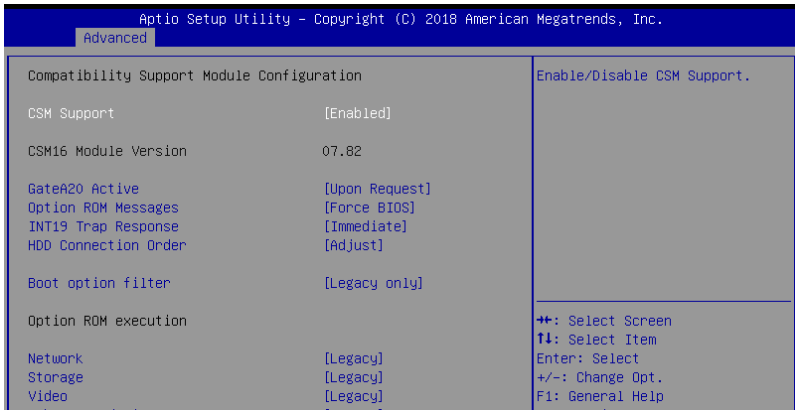 Aptio Setup Utility – Copyright (C) 2018 American Megatrends, Inc.
Advanced
Compatibility Support Module Configuration
Enable/Disable CSM Support.
CSM Support [Enabled]
CSM16 Module Version 07.82
GateA20 Active [Upon Request]
Option ROM Messages [Force BIOS]
INT19 Trap Response [Immediate]
HDD Connection Order [Adjust]
Boot option filter [Legacy only]
Option ROM execution
→←: Select Screen
↑↓: Select Item
Network [Legacy]
Enter: Select
Storage [Legacy]
+/-: Change Opt.
Video [Legacy]
F1: General Help